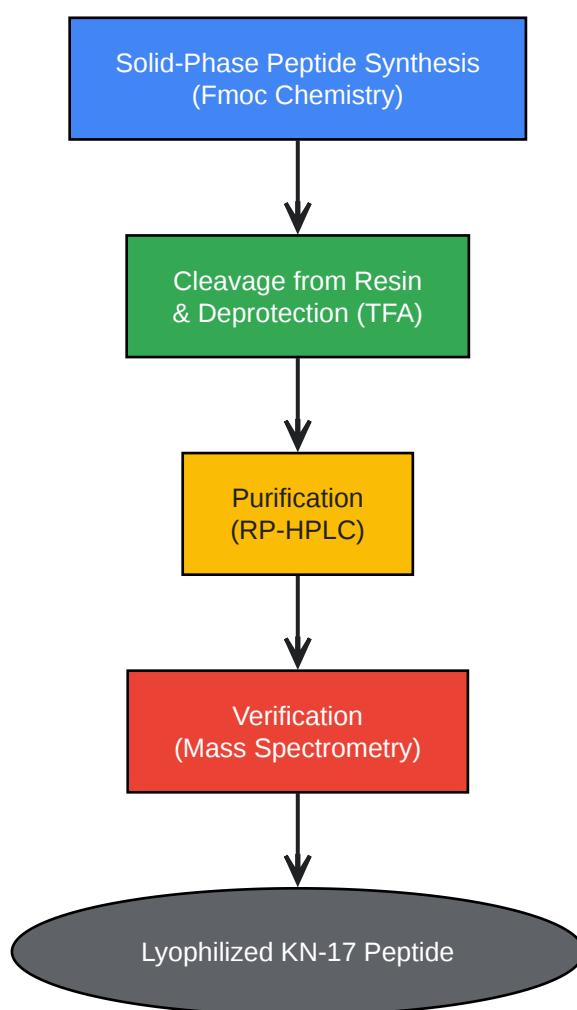 Solid-Phase Peptide Synthesis
(Fmoc Chemistry)
Cleavage from Resin
& Deprotection (TFA)
Purification
(RP-HPLC)
Verification
(Mass Spectrometry)
Lyophilized KN-17 Peptide